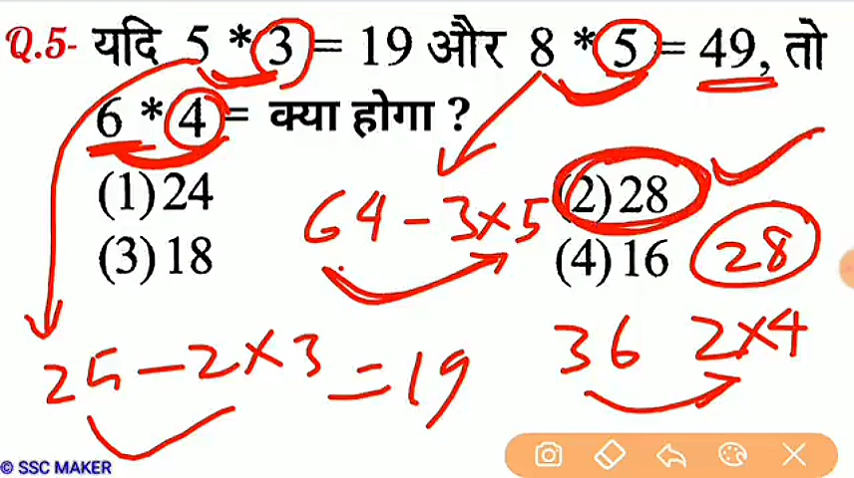 Q.5- यदि 5 * 3 = 19 और 8 * 5 = 49, तो
6 * 4 = क्या होगा ?
(1) 24 (2) 28
(3) 18 (4) 16
64 - 3×5
28
25 - 2×3 = 19
36 2×4
© SSC MAKER